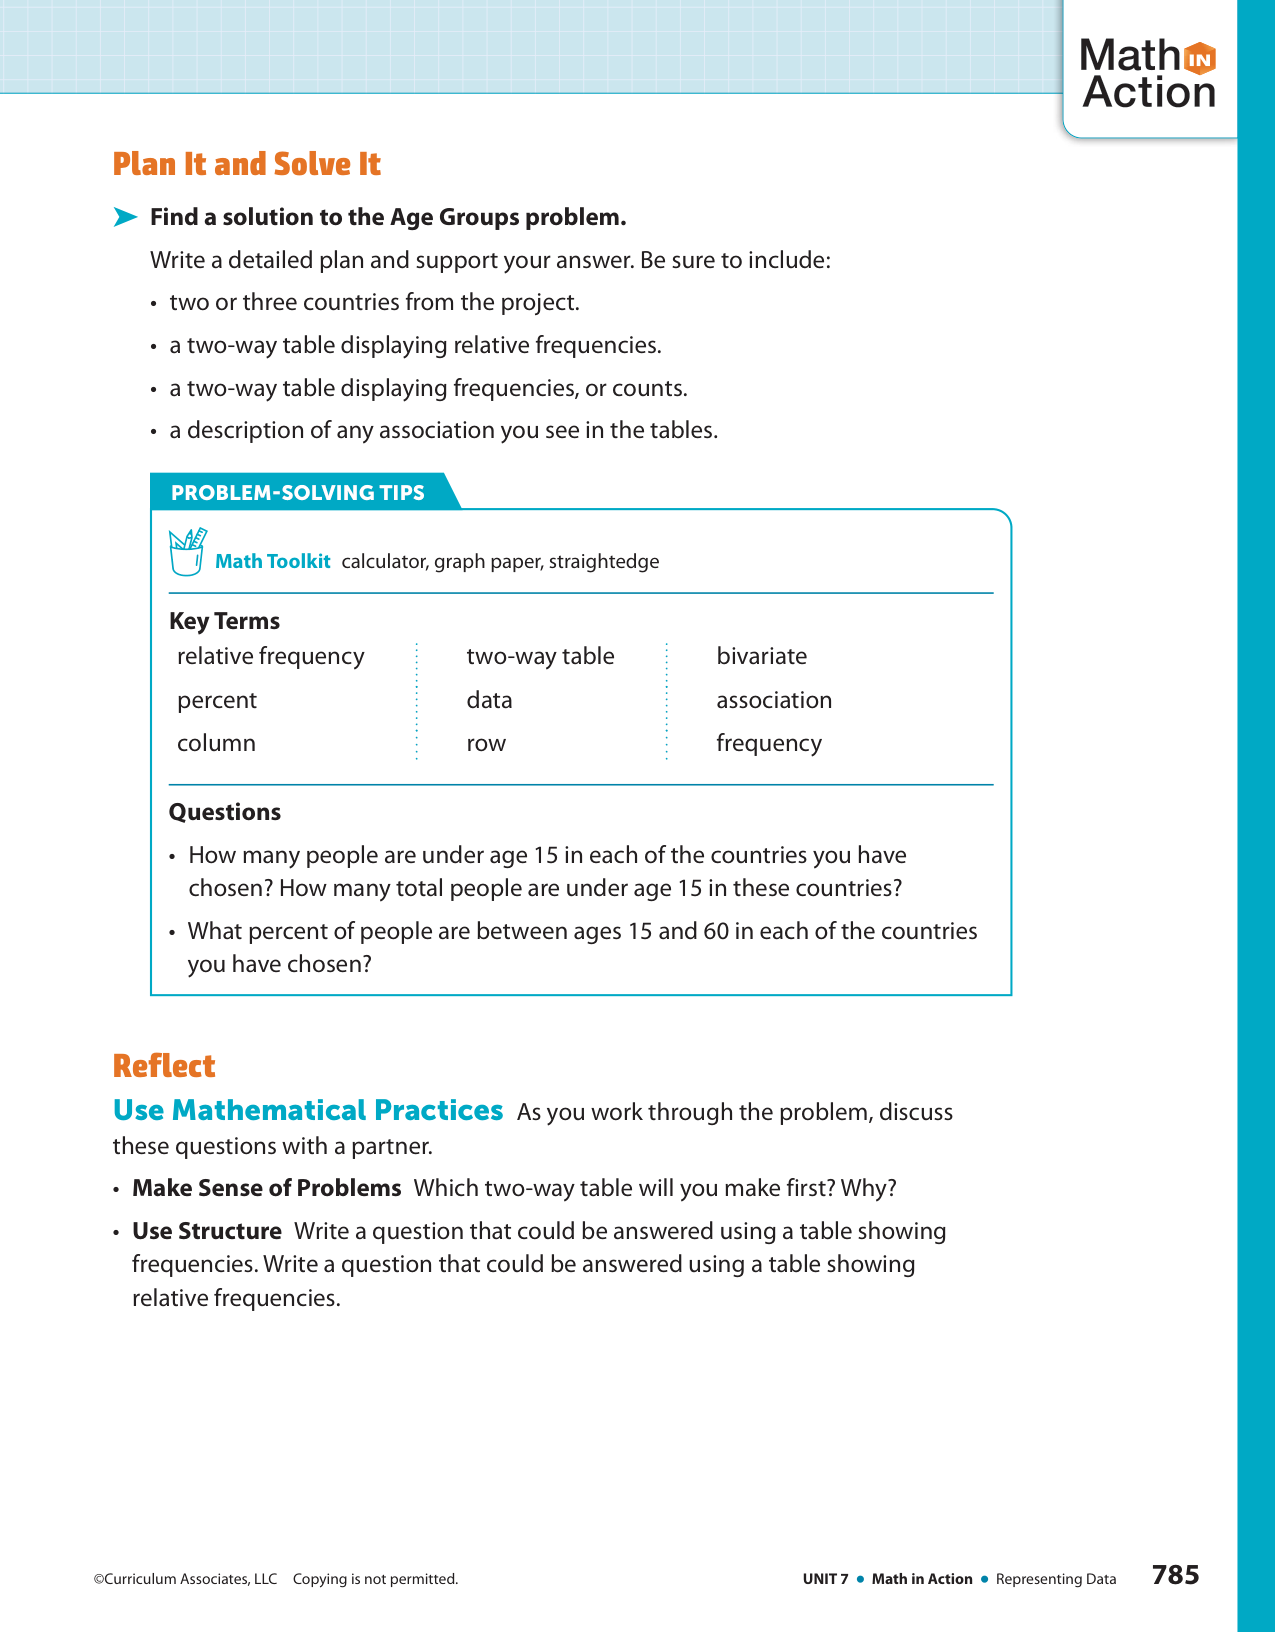 Math IN
Action
Plan It and Solve It
Find a solution to the Age Groups problem.
Write a detailed plan and support your answer. Be sure to include:
• two or three countries from the project.
• a two-way table displaying relative frequencies.
• a two-way table displaying frequencies, or counts.
• a description of any association you see in the tables.
PROBLEM-SOLVING TIPS
Math Toolkit calculator, graph paper, straightedge
Key Terms
relative frequency two-way table bivariate
percent data association
column row frequency
Questions
• How many people are under age 15 in each of the countries you have
chosen? How many total people are under age 15 in these countries?
• What percent of people are between ages 15 and 60 in each of the countries
you have chosen?
Reflect
Use Mathematical Practices As you work through the problem, discuss
these questions with a partner.
• Make Sense of Problems Which two-way table will you make first? Why?
• Use Structure Write a question that could be answered using a table showing
frequencies. Write a question that could be answered using a table showing
relative frequencies.
©Curriculum Associates, LLC Copying is not permitted. UNIT 7 • Math in Action • Representing Data 785